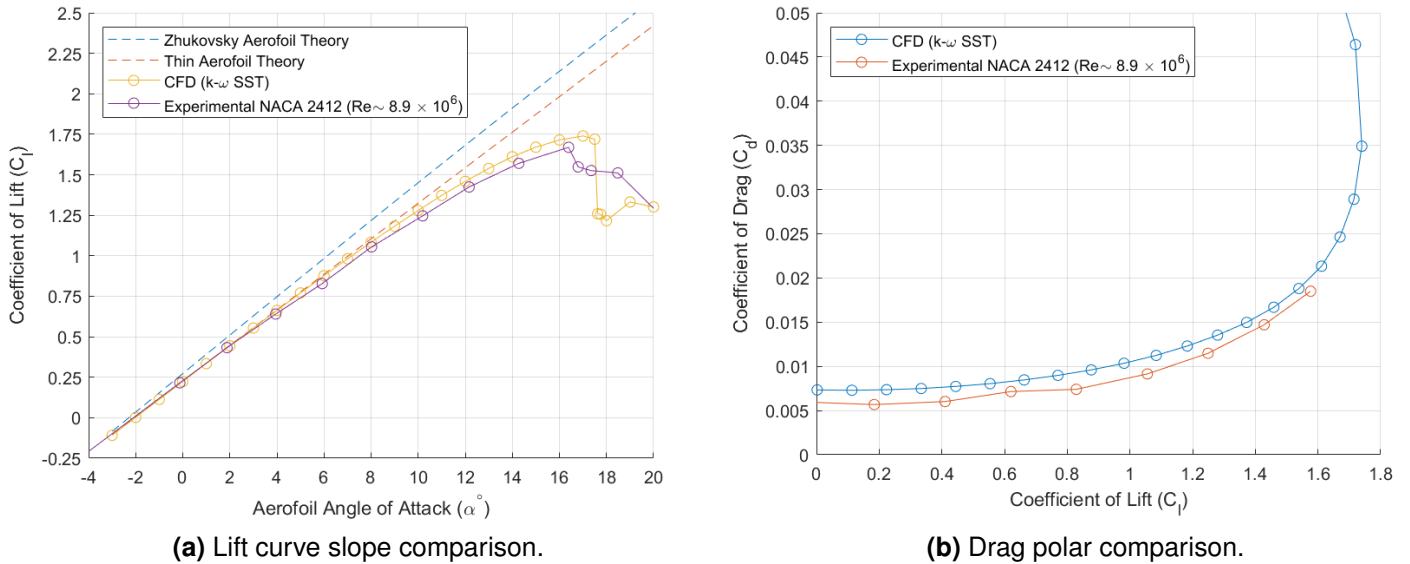 2.5
2.25
2
1.75
1.5
1.25
1
0.75
0.5
0.25
0
-0.25
Coefficient of Lift (C_l)
Zhukovsky Aerofoil Theory
Thin Aerofoil Theory
CFD (k-ω SST)
Experimental NACA 2412 (Re∼ 8.9 × 10^6)
-4 -2 0 2 4 6 8 10 12 14 16 18 20
Aerofoil Angle of Attack (α°)
(a) Lift curve slope comparison.
0.05
0.045
0.04
0.035
0.03
0.025
0.02
0.015
0.01
0.005
0
Coefficient of Drag (C_d)
CFD (k-ω SST)
Experimental NACA 2412 (Re∼ 8.9 × 10^6)
0 0.2 0.4 0.6 0.8 1 1.2 1.4 1.6 1.8
Coefficient of Lift (C_l)
(b) Drag polar comparison.